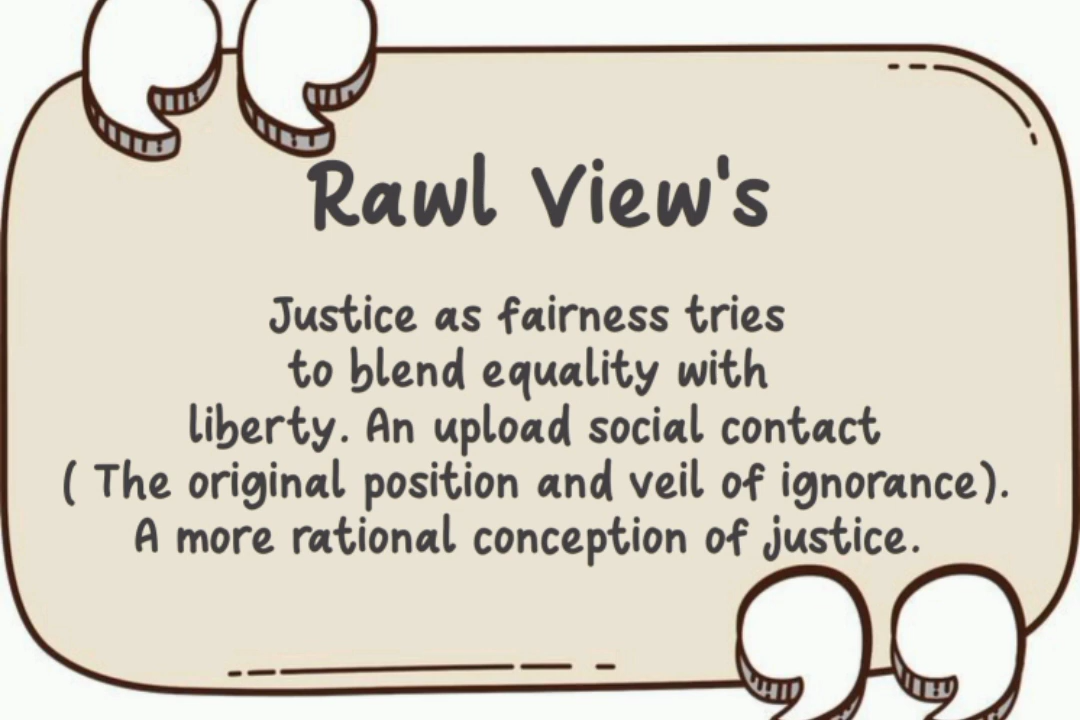 Rawl View's
Justice as fairness tries
to blend equality with
liberty. An upload social contact
( The original position and veil of ignorance).
A more rational conception of justice.